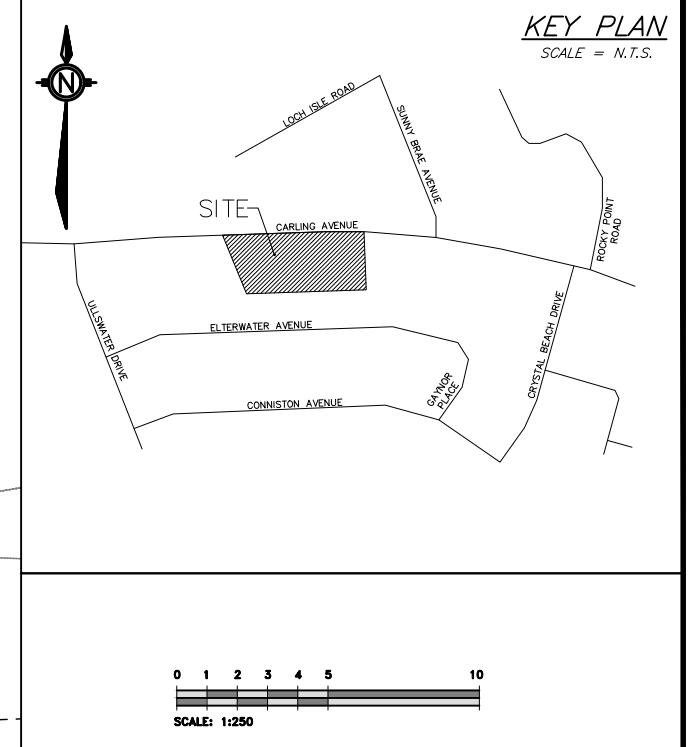 KEY PLAN
SCALE = N.T.S.
N
LOCH ISLE ROAD
SUNNY BRAE AVENUE
SITE
CARLING AVENUE
ROCKY POINT
ROAD
ULLSWATER DRIVE
ELTERWATER AVENUE
CRYSTAL BEACH DRIVE
GAYNOR
PLACE
CONNISTON AVENUE
0 1 2 3 4 5 10
SCALE: 1:250